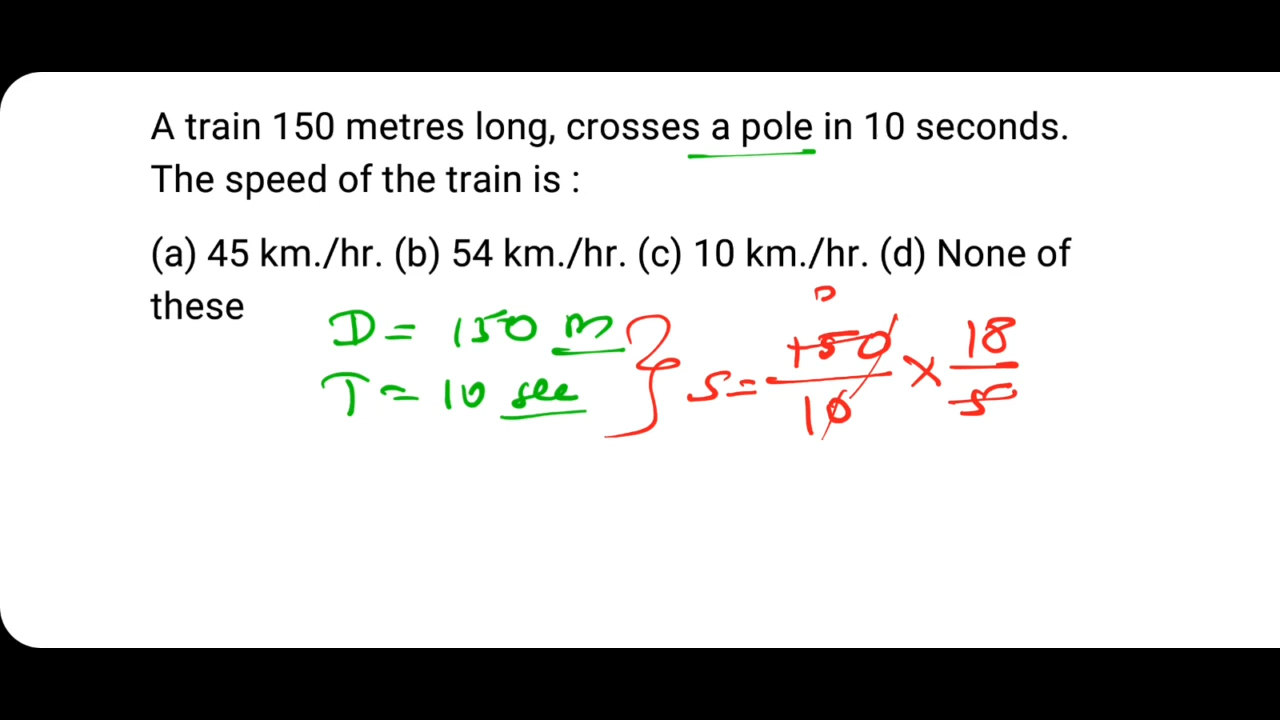 A train 150 metres long, crosses a pole in 10 seconds.
The speed of the train is :
(a) 45 km./hr. (b) 54 km./hr. (c) 10 km./hr. (d) None of
these
D = 150 m
T = 10 sec
S = 150/10 × 18/5